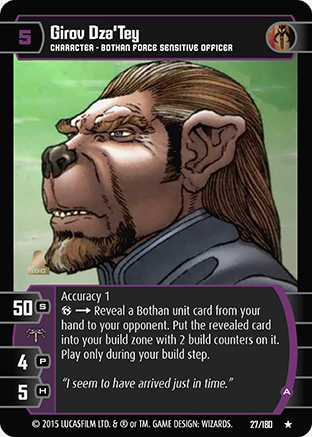 5
Girov Dza'Tey
CHARACTER - BOTHAN FORCE SENSITIVE OFFICER
50 S
4 P
5 H
Accuracy 1
→ Reveal a Bothan unit card from your
hand to your opponent. Put the revealed card
into your build zone with 2 build counters on it.
Play only during your build step.
"I seem to have arrived just in time."
A
© 2015 LUCASFILM LTD. & ® OR TM. GAME DESIGN: WIZARDS. 27/180 ★